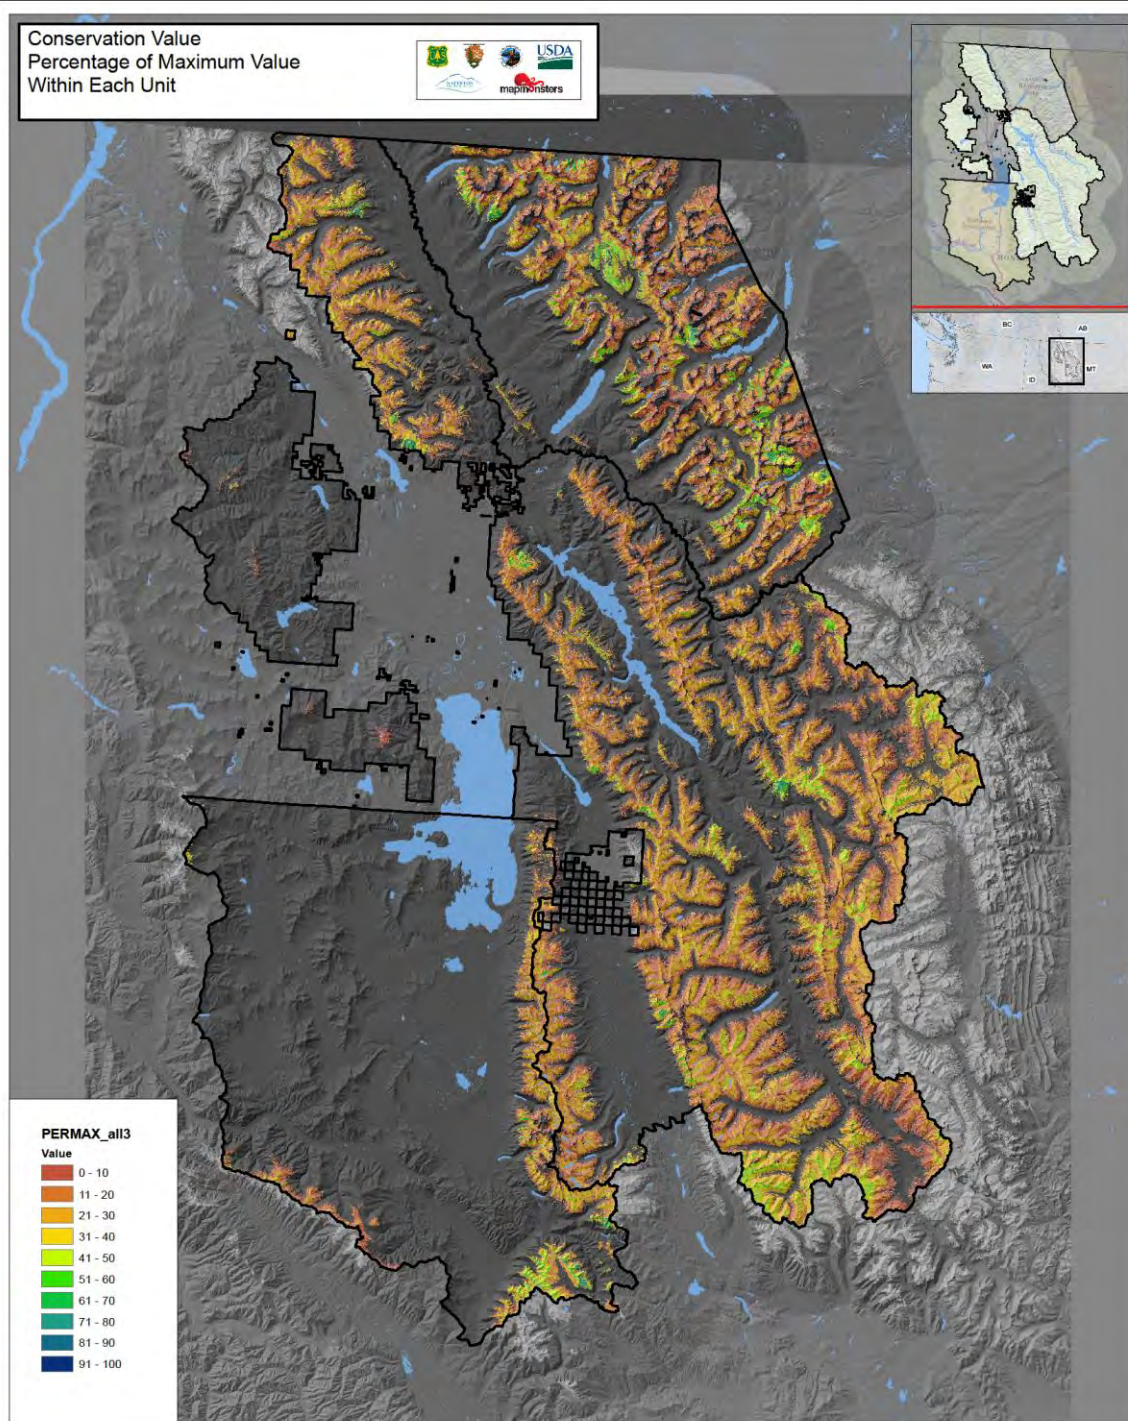 Conservation Value
Percentage of Maximum Value
Within Each Unit
USDA
mapmonsters
BC
AB
WA
ID
MT
PERMAX_all3
Value
0 - 10
11 - 20
21 - 30
31 - 40
41 - 50
51 - 60
61 - 70
71 - 80
81 - 90
91 - 100